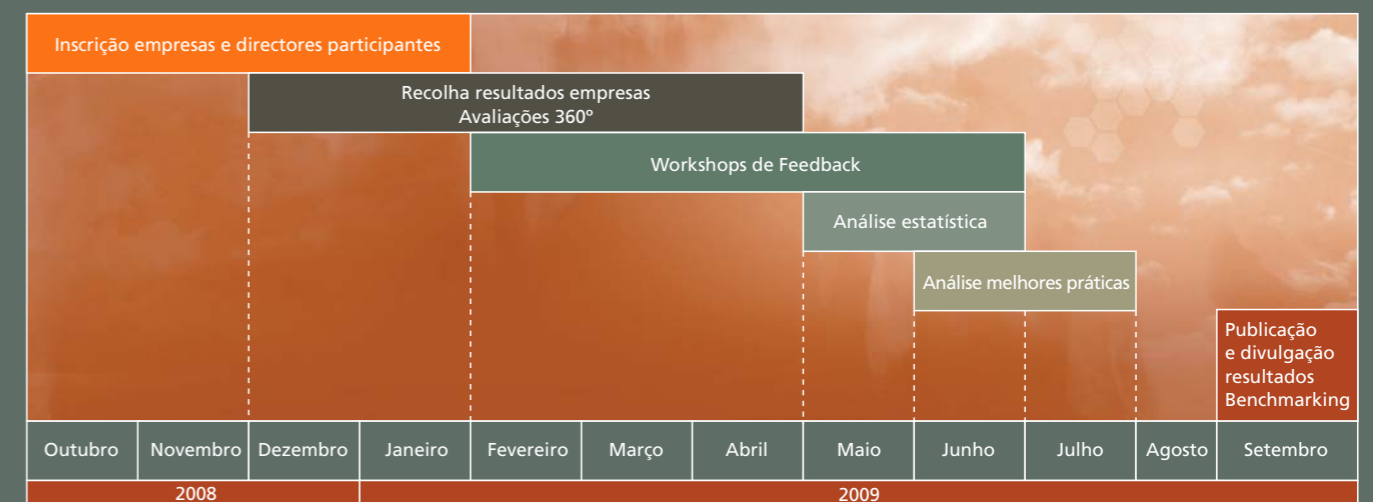 Inscrição empresas e directores participantes
Recolha resultados empresas
Avaliações 360º
Workshops de Feedback
Análise estatística
Análise melhores práticas
Publicação
e divulgação
resultados
Benchmarking
Outubro Novembro Dezembro Janeiro Fevereiro Março Abril Maio Junho Julho Agosto Setembro
2008 2009